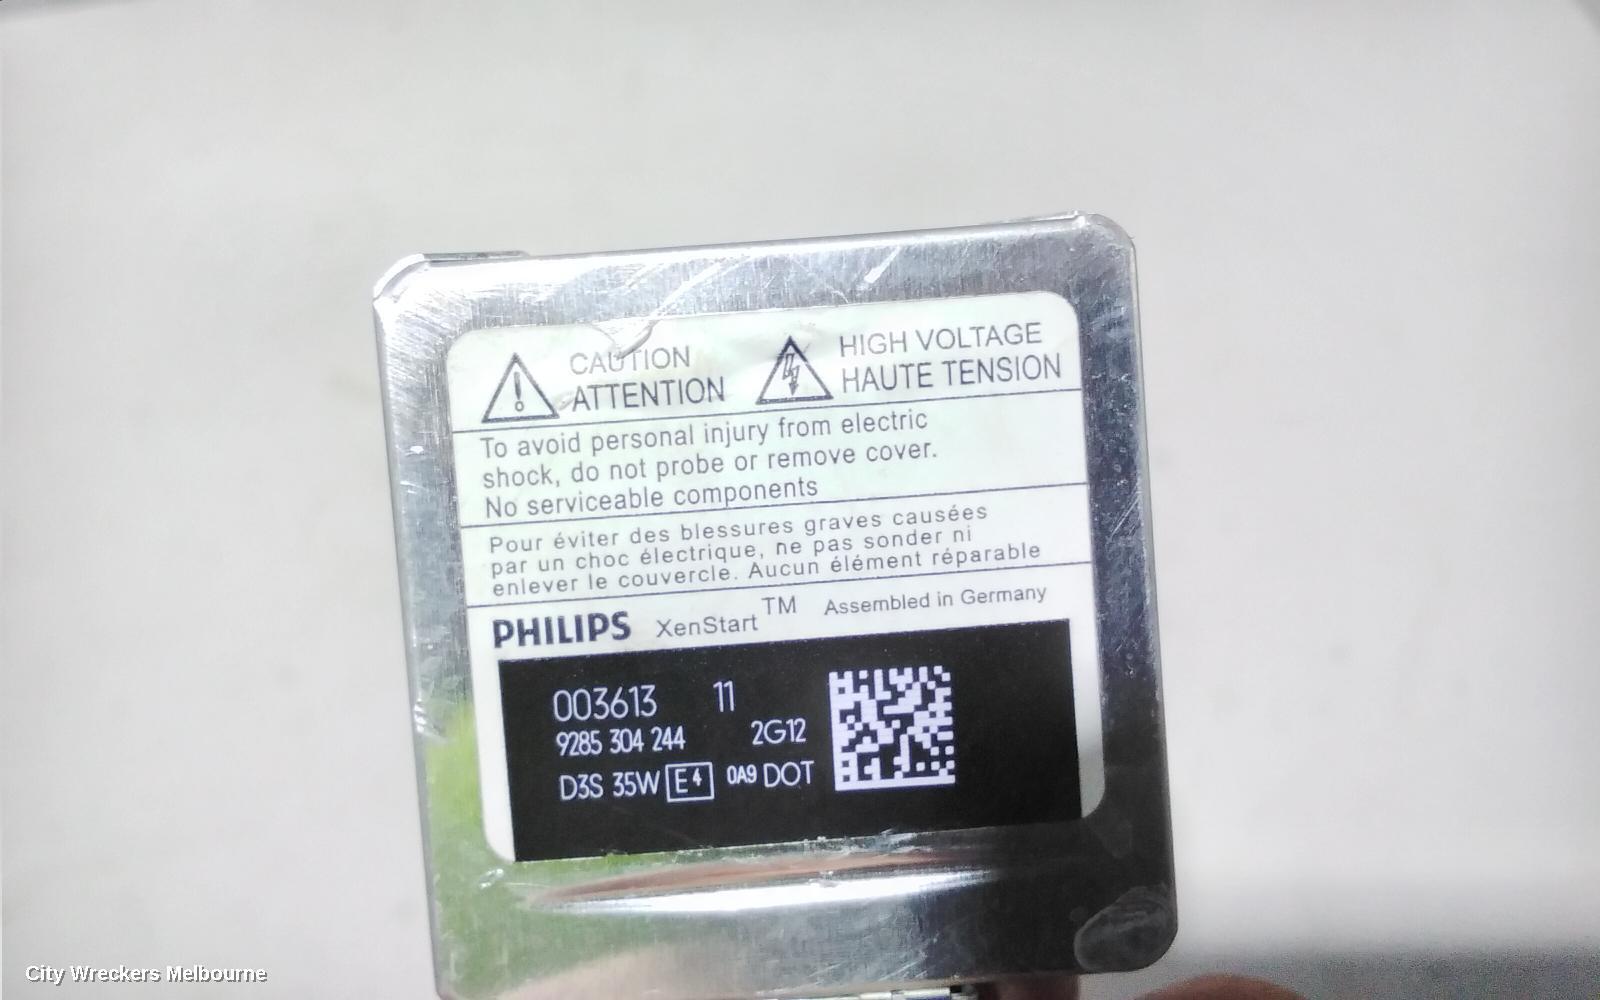 CAUTION
ATTENTION
HIGH VOLTAGE
HAUTE TENSION
To avoid personal injury from electric
shock, do not probe or remove cover.
No serviceable components
Pour éviter des blessures graves causées
par un choc électrique, ne pas sonder ni
enlever le couvercle. Aucun élément réparable
PHILIPS XenStart TM Assembled in Germany
003613 11
9285 304 244 2G12
D3S 35W E4 0A9 DOT
City Wreckers Melbourne